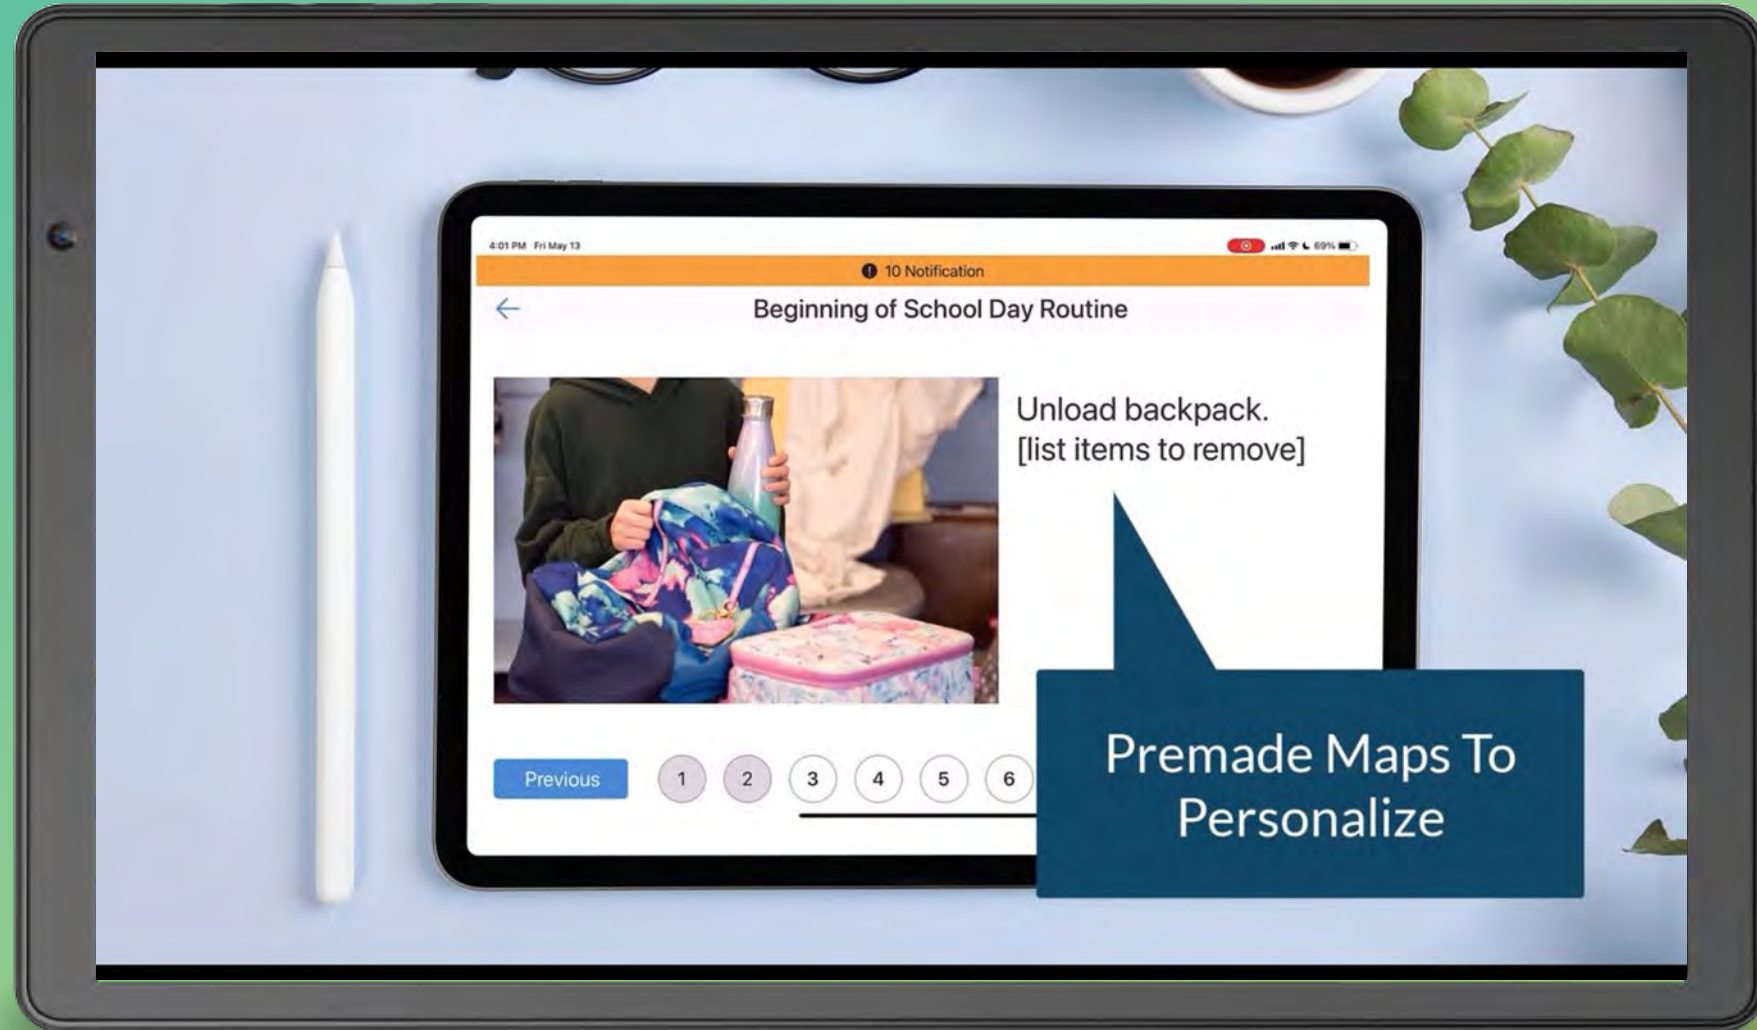 4:01 PM Fri May 13
69%
10 Notification
Beginning of School Day Routine
Unload backpack.
[list items to remove]
Previous
1 2 3 4 5 6
Premade Maps To
Personalize